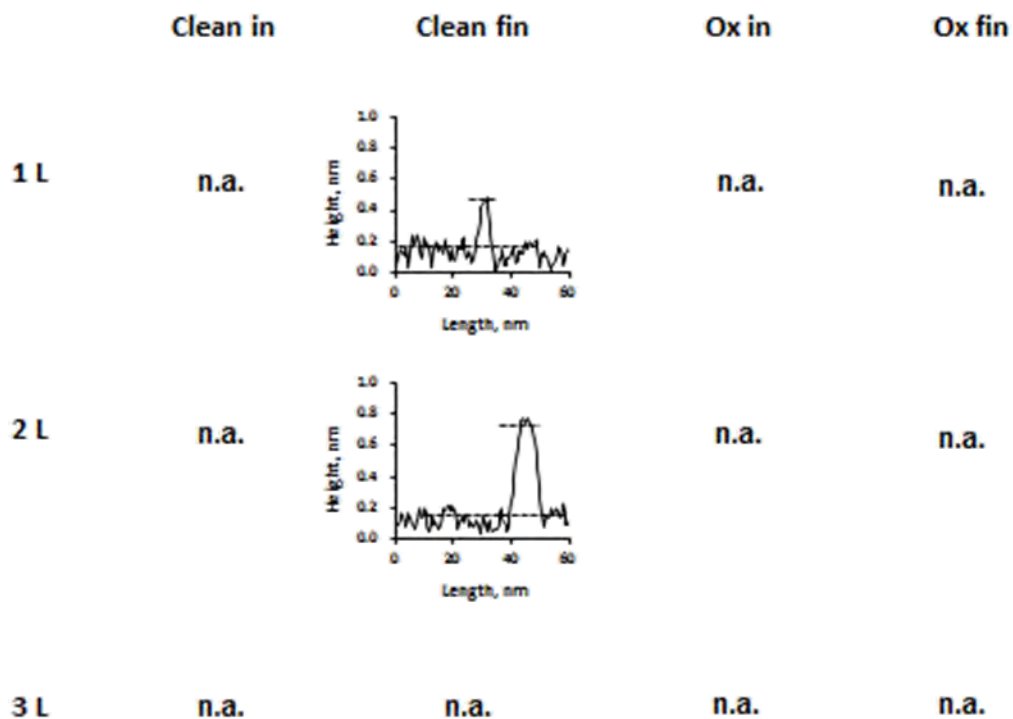 Clean in Clean fin Ox in Ox fin
1.0
0.8
0.6
0.4
0.2
0.0
Height, nm
1 L n.a. n.a. n.a.
0 20 40 60
Length, nm
1.0
0.8
0.6
0.4
0.2
0.0
Height, nm
2 L n.a. n.a. n.a.
0 20 40 60
Length, nm
3 L n.a. n.a. n.a. n.a.